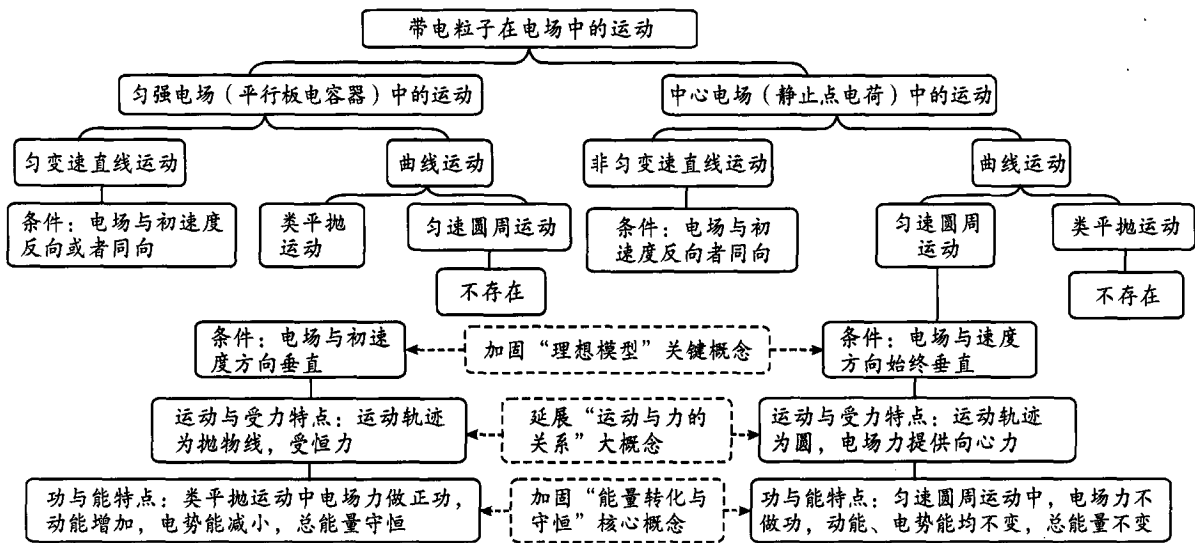 带电粒子在电场中的运动
匀强电场（平行板电容器）中的运动
中心电场（静止点电荷）中的运动
匀变速直线运动
曲线运动
非匀变速直线运动
曲线运动
条件：电场与初速度
反向或者同向
类平抛
运动
匀速圆周运动
条件：电场与初
速度反向者同向
匀速圆周
运动
类平抛运动
不存在
不存在
条件：电场与初速
度方向垂直
加固“理想模型”关键概念
条件：电场与速度
方向始终垂直
运动与受力特点：运动轨迹
为抛物线，受恒力
延展“运动与力的
关系”大概念
运动与受力特点：运动轨迹
为圆，电场力提供向心力
功与能特点：类平抛运动中电场力做正功，
动能增加，电势能减小，总能量守恒
加固“能量转化与
守恒”核心概念
功与能特点：匀速圆周运动中，电场力不
做功，动能、电势能均不变，总能量不变